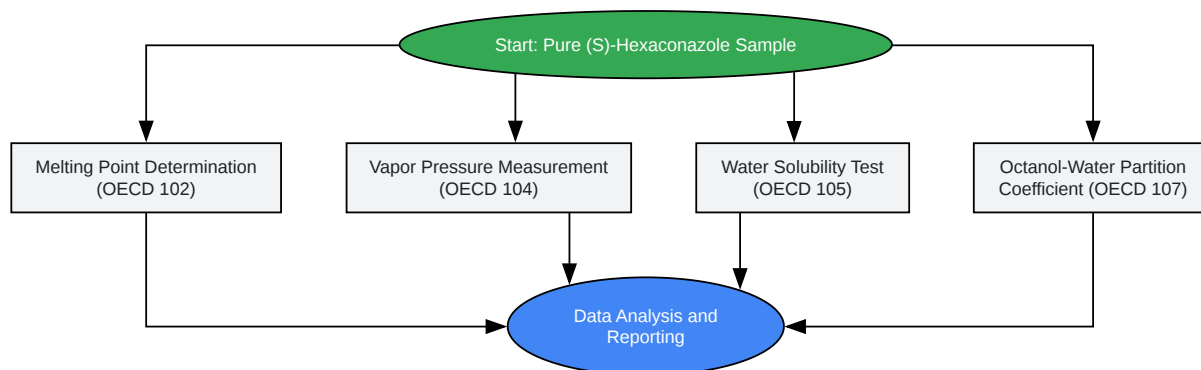 Start: Pure (S)-Hexaconazole Sample
Melting Point Determination
(OECD 102)
Vapor Pressure Measurement
(OECD 104)
Water Solubility Test
(OECD 105)
Octanol-Water Partition
Coefficient (OECD 107)
Data Analysis and
Reporting